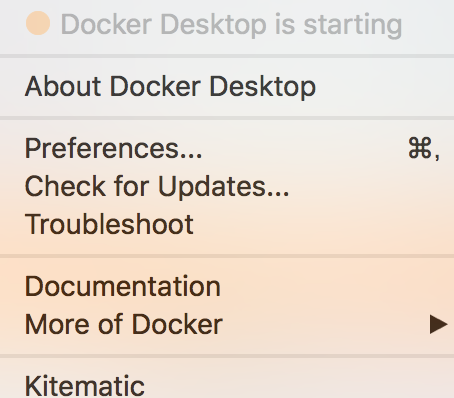 Docker Desktop is starting
About Docker Desktop
Preferences... ⌘,
Check for Updates...
Troubleshoot
Documentation
More of Docker ▶
Kitematic